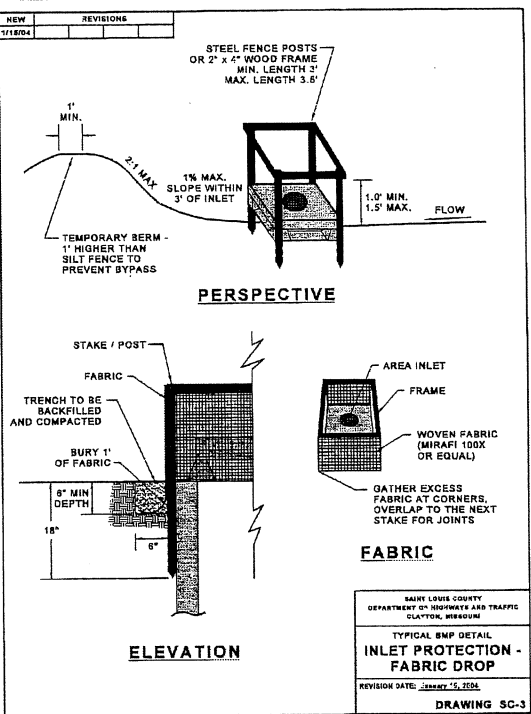 NEW REVISIONS
1/15/04
STEEL FENCE POSTS
OR 2" x 4" WOOD FRAME
MIN. LENGTH 3'
MAX. LENGTH 3.5'
1'
MIN.
2:1 MAX
1% MAX.
SLOPE WITHIN
3' OF INLET
1.0' MIN.
1.5' MAX.
FLOW
TEMPORARY BERM -
1' HIGHER THAN
SILT FENCE TO
PREVENT BYPASS
PERSPECTIVE
STAKE / POST
FABRIC
TRENCH TO BE
BACKFILLED
AND COMPACTED
BURY 1'
OF FABRIC
6" MIN
DEPTH
18"
6"
ELEVATION
AREA INLET
FRAME
WOVEN FABRIC
(MIRAFI 100X
OR EQUAL)
GATHER EXCESS
FABRIC AT CORNERS,
OVERLAP TO THE NEXT
STAKE FOR JOINTS
FABRIC
SAINT LOUIS COUNTY
DEPARTMENT OF HIGHWAYS AND TRAFFIC
CLAYTON, MISSOURI
TYPICAL BMP DETAIL
INLET PROTECTION -
FABRIC DROP
REVISION DATE: January 15, 2004
DRAWING SC-3